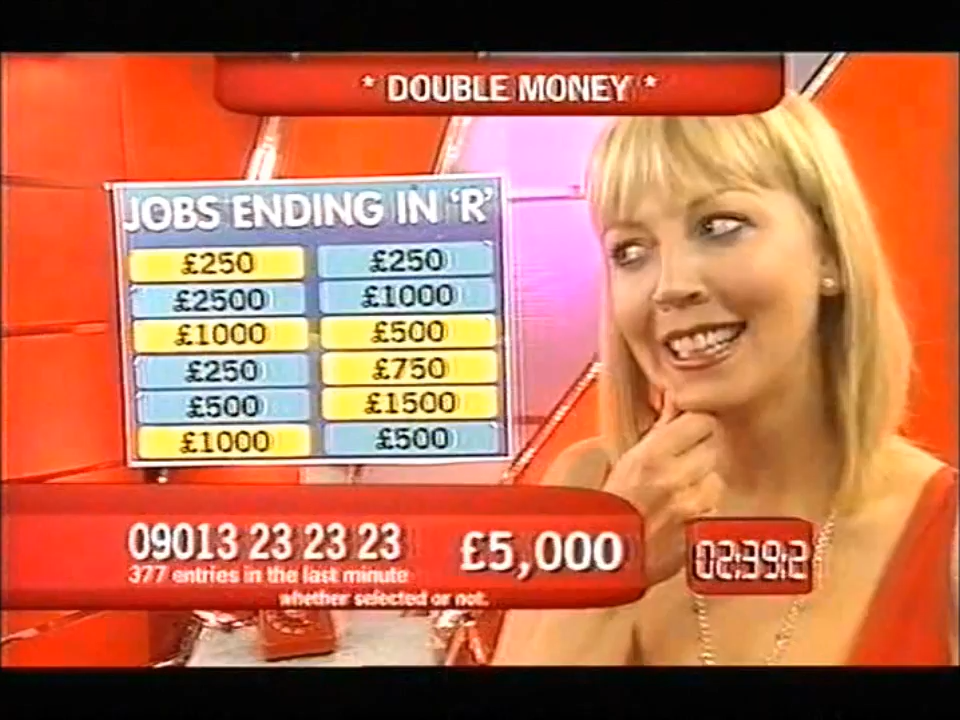 * DOUBLE MONEY *
JOBS ENDING IN 'R'
£250 £250
£2500 £1000
£1000 £500
£250 £750
£500 £1500
£1000 £500
09013 23 23 23
£5,000
02:39:2
377 entries in the last minute
whether selected or not.